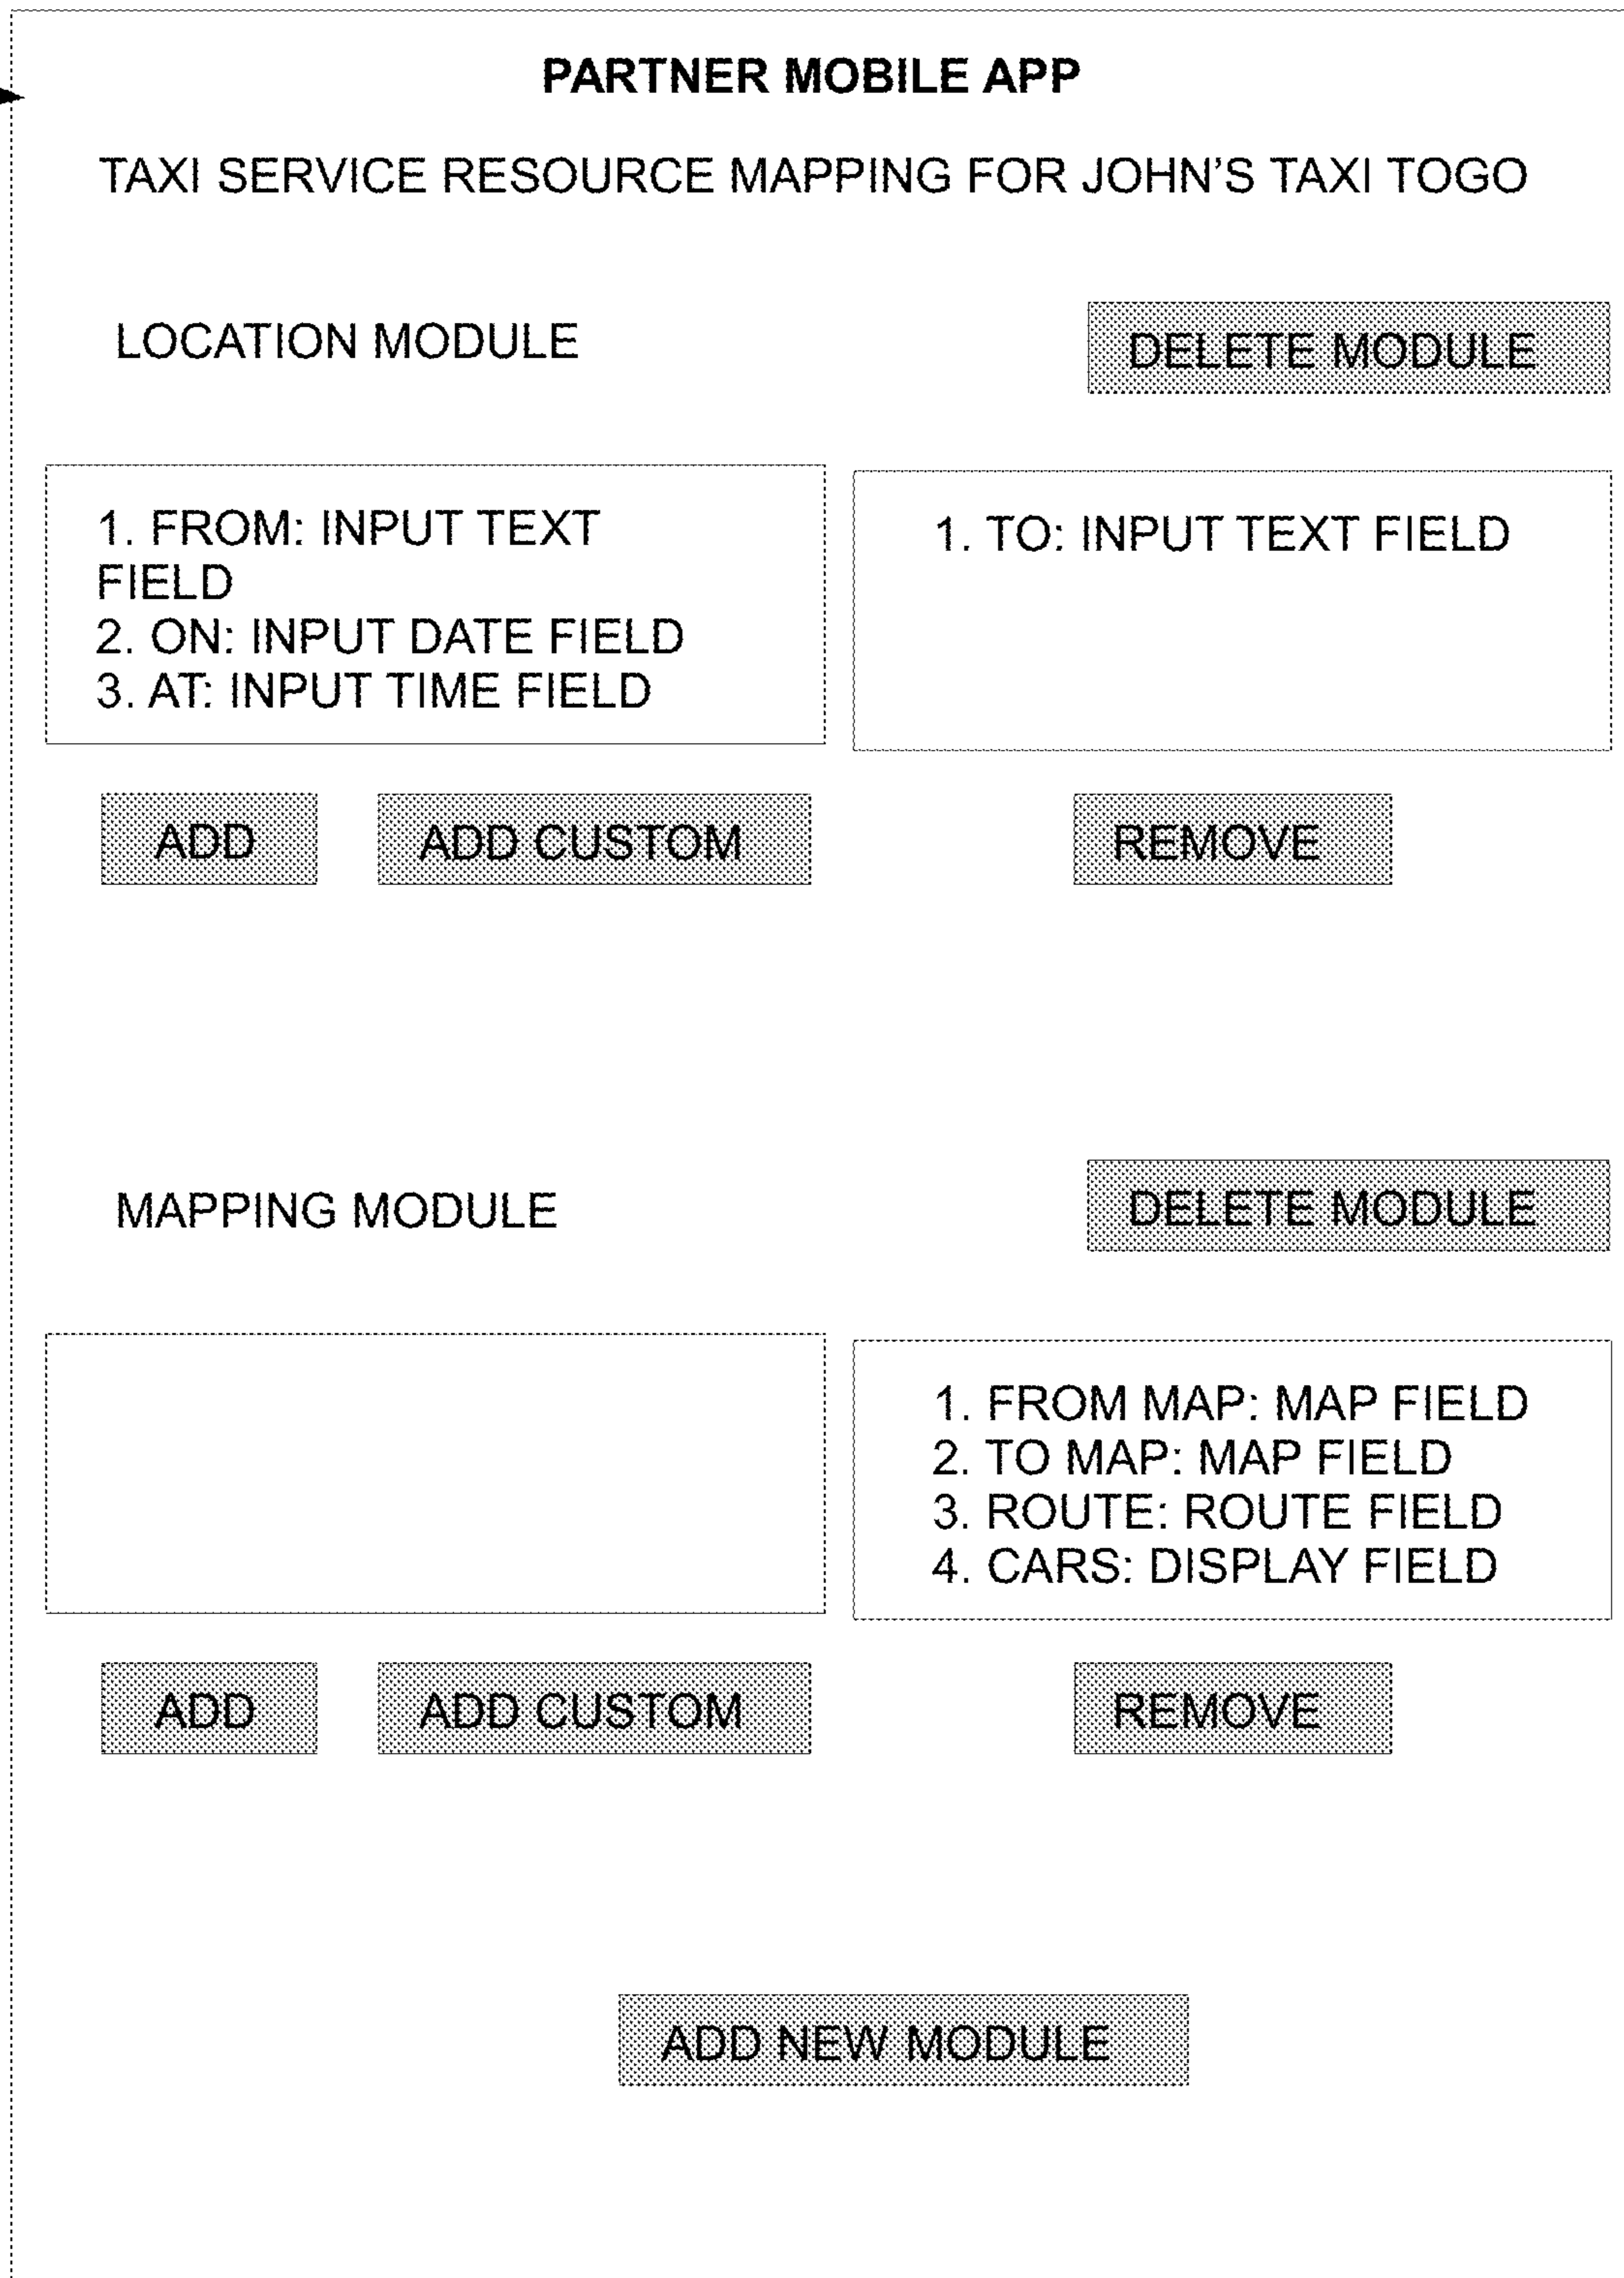 PARTNER MOBILE APP
TAXI SERVICE RESOURCE MAPPING FOR JOHN'S TAXI TOGO
LOCATION MODULE
DELETE MODULE
1. FROM: INPUT TEXT
FIELD
2. ON: INPUT DATE FIELD
3. AT: INPUT TIME FIELD
1. TO: INPUT TEXT FIELD
ADD
ADD CUSTOM
REMOVE
MAPPING MODULE
DELETE MODULE
1. FROM MAP: MAP FIELD
2. TO MAP: MAP FIELD
3. ROUTE: ROUTE FIELD
4. CARS: DISPLAY FIELD
ADD
ADD CUSTOM
REMOVE
ADD NEW MODULE